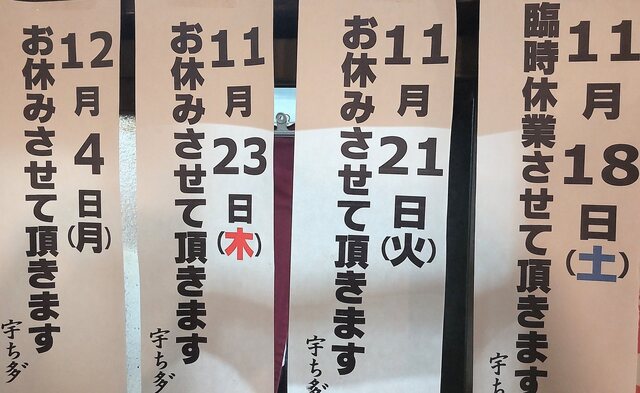 11月18日(土)
臨時休業させて頂きます
宇ち
11月21日(火)
お休みさせて頂きます
宇ち多゙
11月23日(木)
お休みさせて頂きます
12月4日(月)
お休みさせて頂きます
宇ち多゙